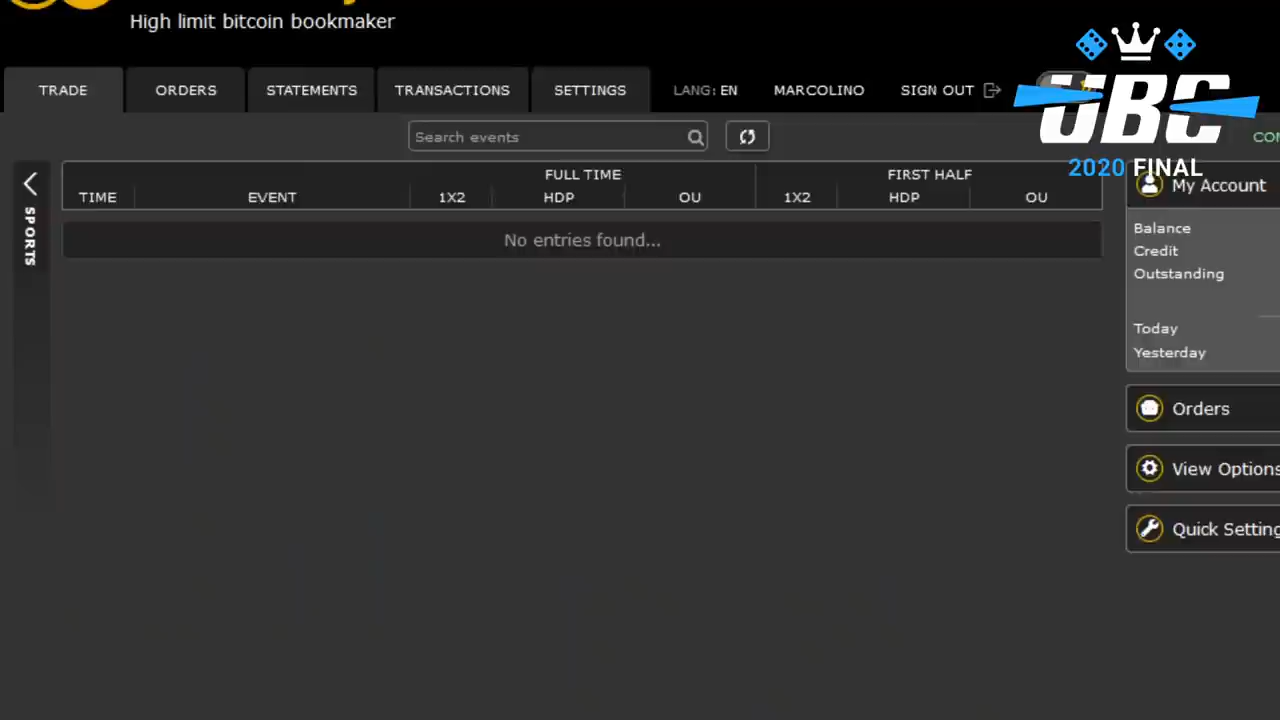 High limit bitcoin bookmaker
TRADE ORDERS STATEMENTS TRANSACTIONS SETTINGS LANG: EN MARCOLINO SIGN OUT
UBC
2020 FINAL
Search events
SPORTS
FULL TIME FIRST HALF
TIME EVENT 1X2 HDP OU 1X2 HDP OU
No entries found...
My Account
Balance
Credit
Outstanding
Today
Yesterday
Orders
View Options
Quick Setting